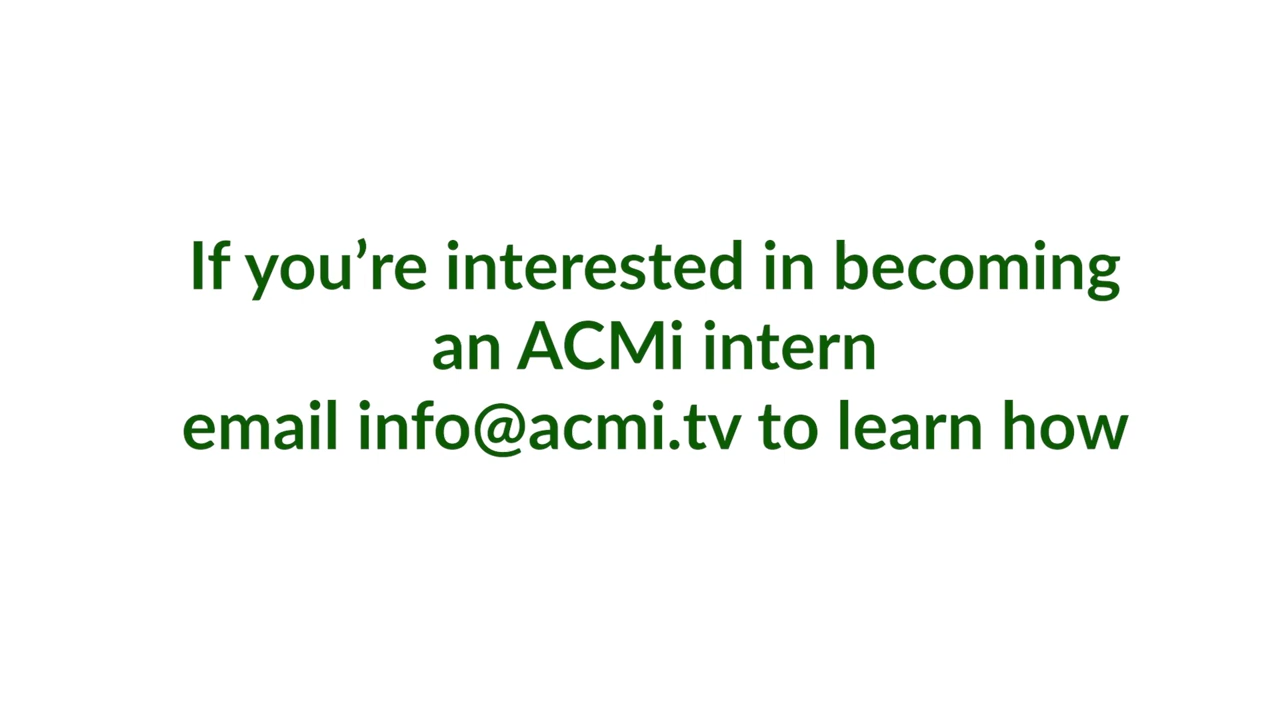 If you’re interested in becoming
an ACMi intern
email info@acmi.tv to learn how